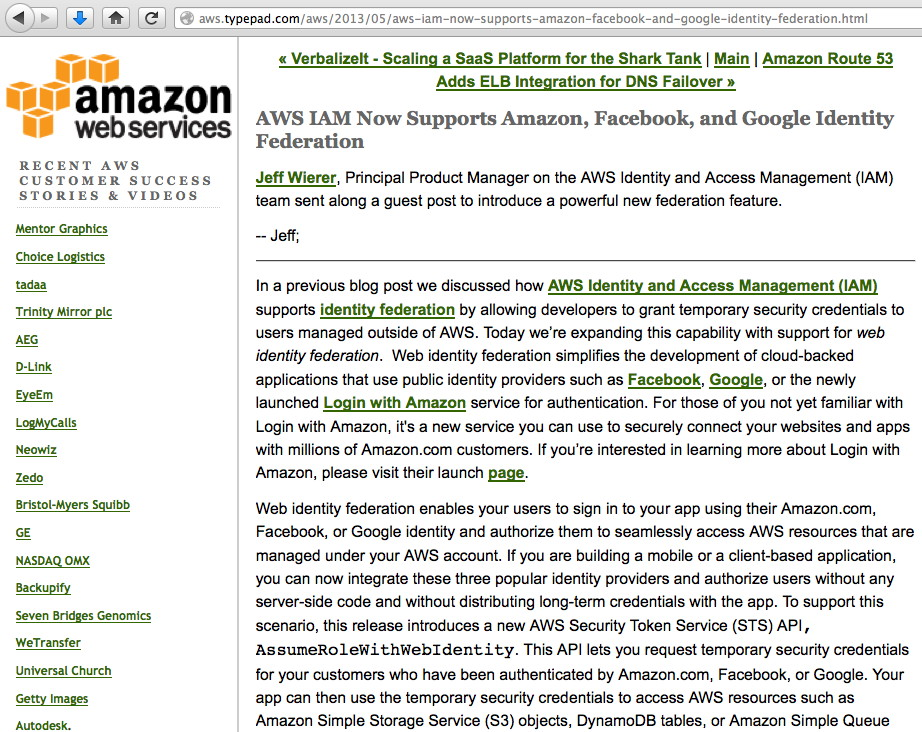 aws.typepad.com/aws/2013/05/aws-iam-now-supports-amazon-facebook-and-google-identity-federation.html
amazon
webservices
RECENT AWS
CUSTOMER SUCCESS
STORIES & VIDEOS
Mentor Graphics
Choice Logistics
tadaa
Trinity Mirror plc
AEG
D-Link
EyeEm
LogMyCalls
Neowiz
Zedo
Bristol-Myers Squibb
GE
NASDAQ OMX
Backupify
Seven Bridges Genomics
WeTransfer
Universal Church
Getty Images
Autodesk.
« VerbalizeIt - Scaling a SaaS Platform for the Shark Tank | Main | Amazon Route 53
Adds ELB Integration for DNS Failover »
AWS IAM Now Supports Amazon, Facebook, and Google Identity
Federation
Jeff Wierer, Principal Product Manager on the AWS Identity and Access Management (IAM)
team sent along a guest post to introduce a powerful new federation feature.
-- Jeff;
In a previous blog post we discussed how AWS Identity and Access Management (IAM)
supports identity federation by allowing developers to grant temporary security credentials to
users managed outside of AWS. Today we're expanding this capability with support for web
identity federation.  Web identity federation simplifies the development of cloud-backed
applications that use public identity providers such as Facebook, Google, or the newly
launched Login with Amazon service for authentication. For those of you not yet familiar with
Login with Amazon, it's a new service you can use to securely connect your websites and apps
with millions of Amazon.com customers. If you're interested in learning more about Login with
Amazon, please visit their launch page.
Web identity federation enables your users to sign in to your app using their Amazon.com,
Facebook, or Google identity and authorize them to seamlessly access AWS resources that are
managed under your AWS account. If you are building a mobile or a client-based application,
you can now integrate these three popular identity providers and authorize users without any
server-side code and without distributing long-term credentials with the app. To support this
scenario, this release introduces a new AWS Security Token Service (STS) API,
AssumeRoleWithWebIdentity. This API lets you request temporary security credentials
for your customers who have been authenticated by Amazon.com, Facebook, or Google. Your
app can then use the temporary security credentials to access AWS resources such as
Amazon Simple Storage Service (S3) objects, DynamoDB tables, or Amazon Simple Queue